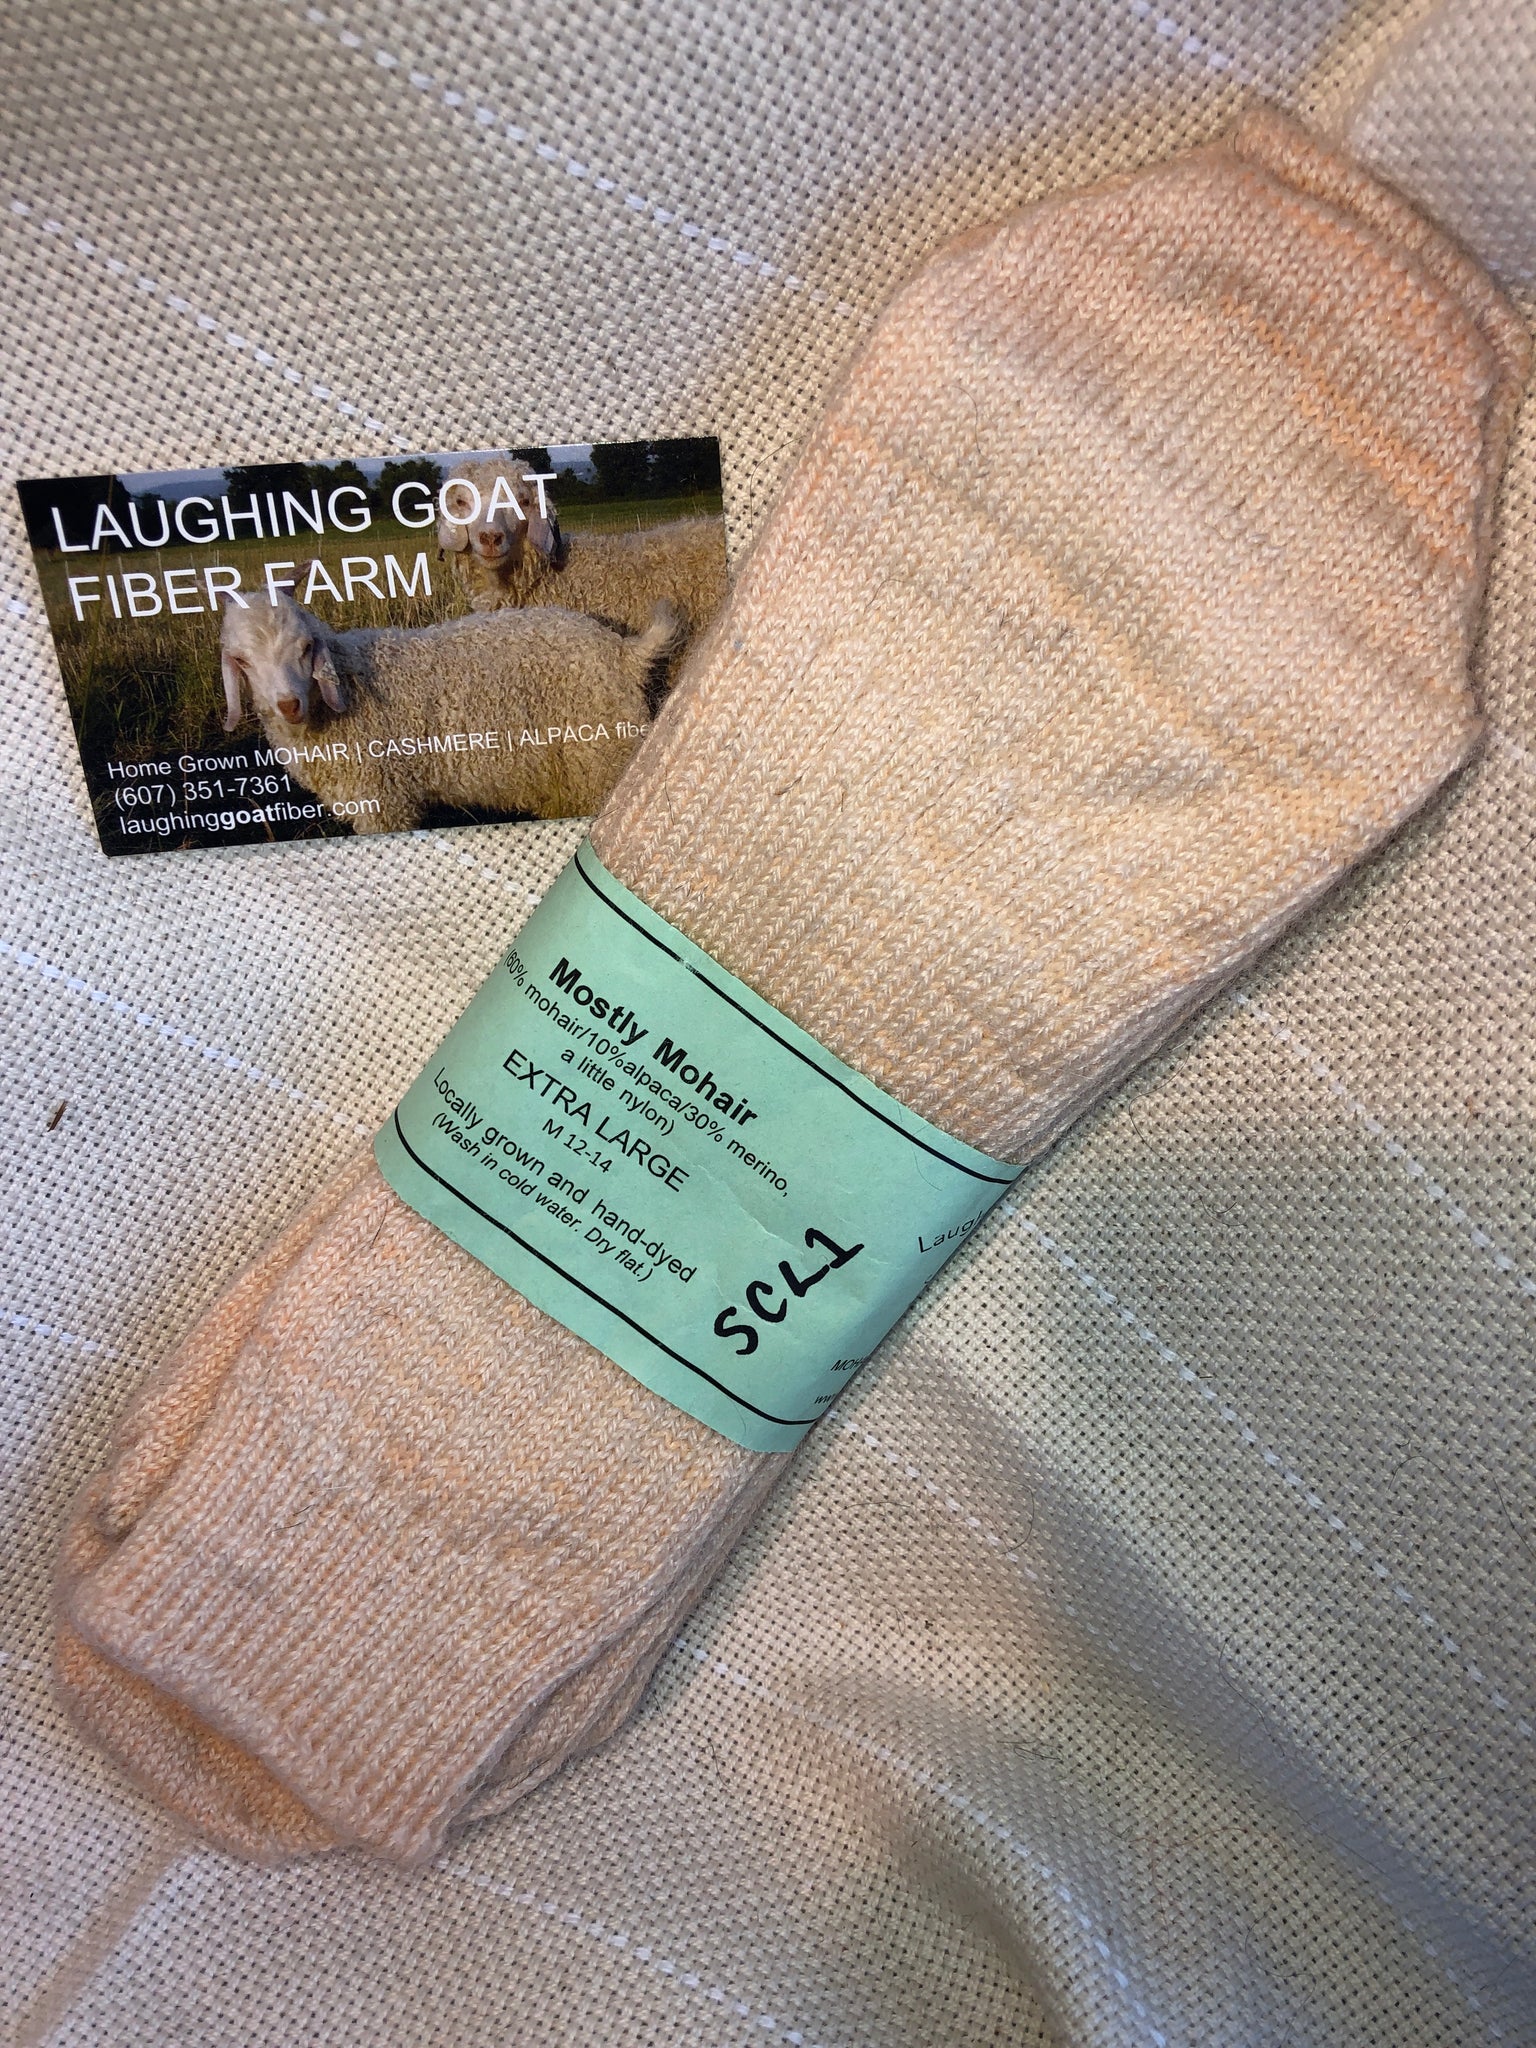 LAUGHING GOAT
FIBER FARM
Home Grown MOHAIR | CASHMERE | ALPACA
(607) 351-7361
laughinggoatfiber.com
Mostly Mohair
(60% mohair/10%alpaca/30% merino,
a little nylon)
EXTRA LARGE
M 12-14
Locally grown and hand-dyed
(Wash in cold water. Dry flat.)
SCL1